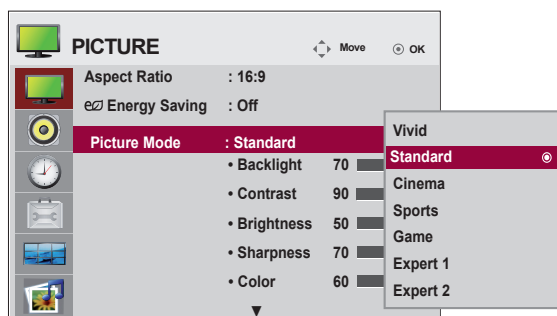 PICTURE Move OK
Aspect Ratio : 16:9
Energy Saving : Off
Picture Mode : Standard
• Backlight 70
• Contrast 90
• Brightness 50
• Sharpness 70
• Color 60
Vivid
Standard
Cinema
Sports
Game
Expert 1
Expert 2